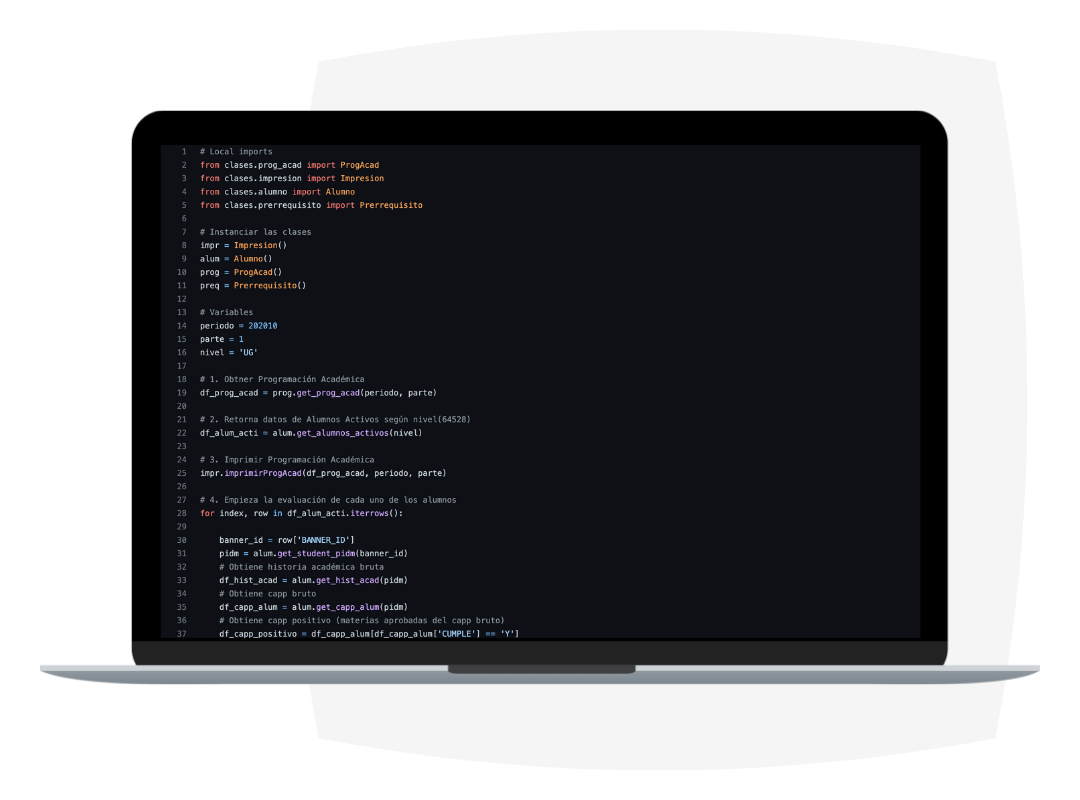 1 # Local imports
2 from clases.prog_acad import ProgAcad
3 from clases.impresion import Impresion
4 from clases.alumno import Alumno
5 from clases.prerrequisito import Prerrequisito
6
7 # Instanciar las clases
8 impr = Impresion()
9 alum = Alumno()
10 prog = ProgAcad()
11 preq = Prerrequisito()
12
13 # Variables
14 periodo = 202010
15 parte = 1
16 nivel = 'UG'
17
18 # 1. Obtner Programación Académica
19 df_prog_acad = prog.get_prog_acad(periodo, parte)
20
21 # 2. Retorna datos de Alumnos Activos según nivel(64528)
22 df_alum_acti = alum.get_alumnos_activos(nivel)
23
24 # 3. Imprimir Programación Académica
25 impr.imprimirProgAcad(df_prog_acad, periodo, parte)
26
27 # 4. Empieza la evaluación de cada uno de los alumnos
28 for index, row in df_alum_acti.iterrows():
29
30     banner_id = row['BANNER_ID']
31     pidm = alum.get_student_pidm(banner_id)
32     # Obtiene historia académica bruta
33     df_hist_acad = alum.get_hist_acad(pidm)
34     # Obtiene capp bruto
35     df_capp_alum = alum.get_capp_alum(pidm)
36     # Obtiene capp positivo (materias aprobadas del capp bruto)
37     df_capp_positivo = df_capp_alum[df_capp_alum['CUMPLE'] == 'Y']